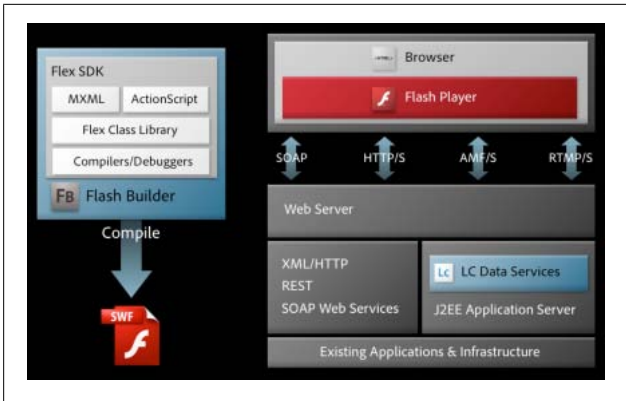 Flex SDK
MXML
ActionScript
Flex Class Library
Compilers/Debuggers
FB Flash Builder
Compile
SWF
Browser
Flash Player
SOAP
HTTP/S
AMF/S
RTMP/S
Web Server
XML/HTTP
REST
SOAP Web Services
LC LC Data Services
J2EE Application Server
Existing Applications & Infrastructure